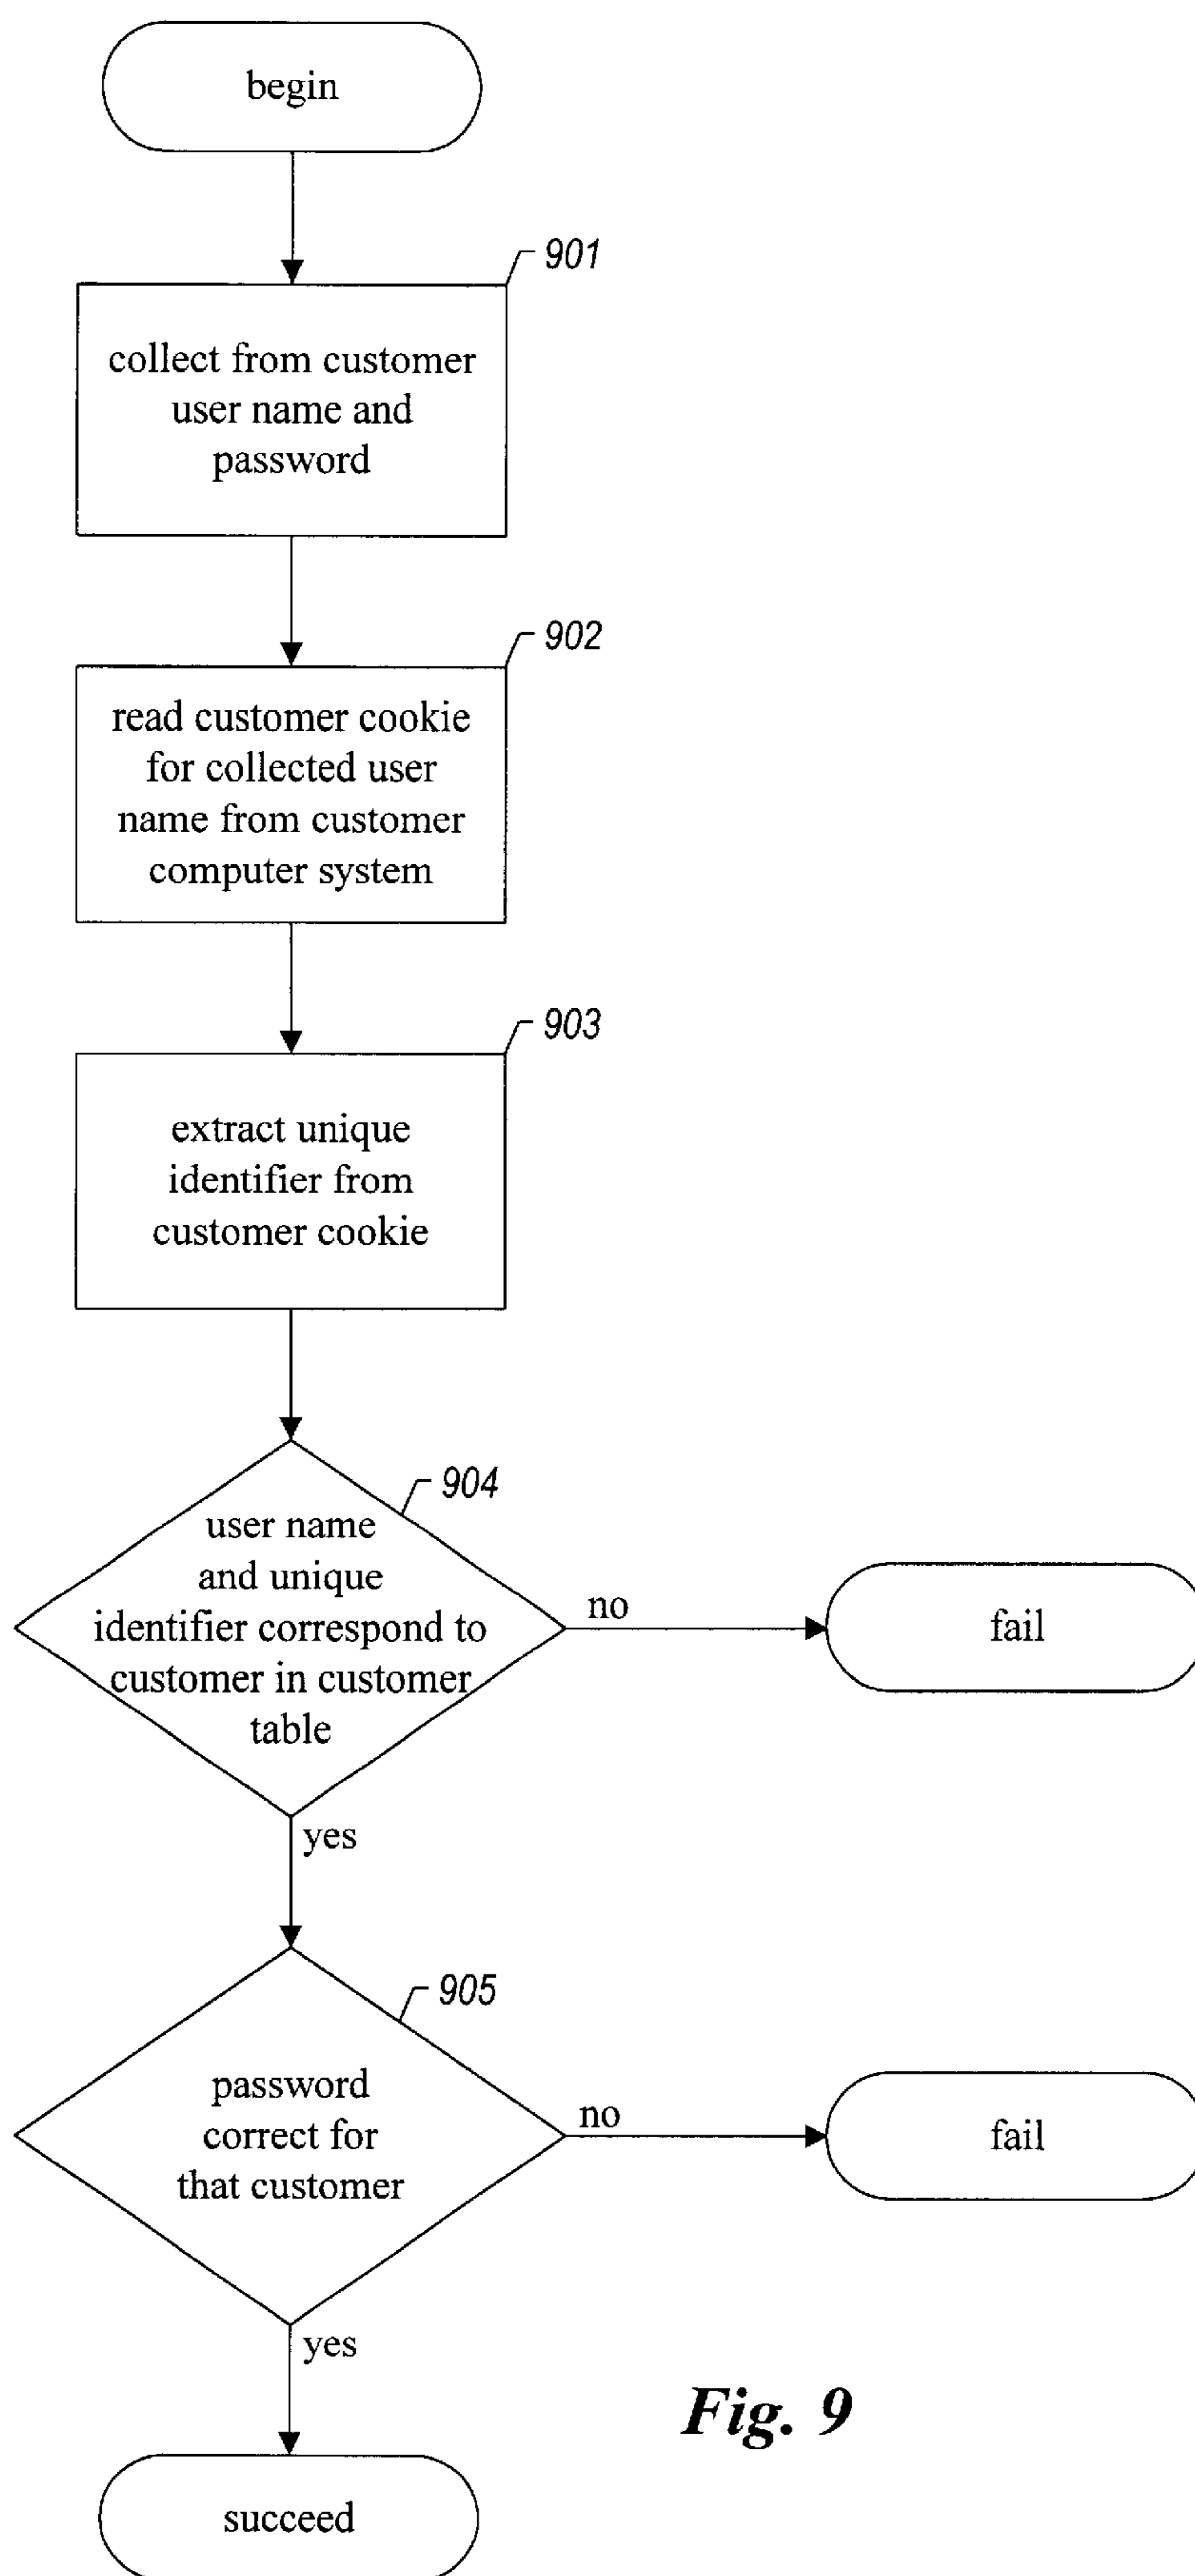 begin
901
collect from customer
user name and
password
902
read customer cookie
for collected user
name from customer
computer system
903
extract unique
identifier from
customer cookie
904
user name
and unique
identifier correspond to
customer in customer
table
no
fail
yes
905
password
correct for
that customer
no
fail
yes
Fig. 9
succeed